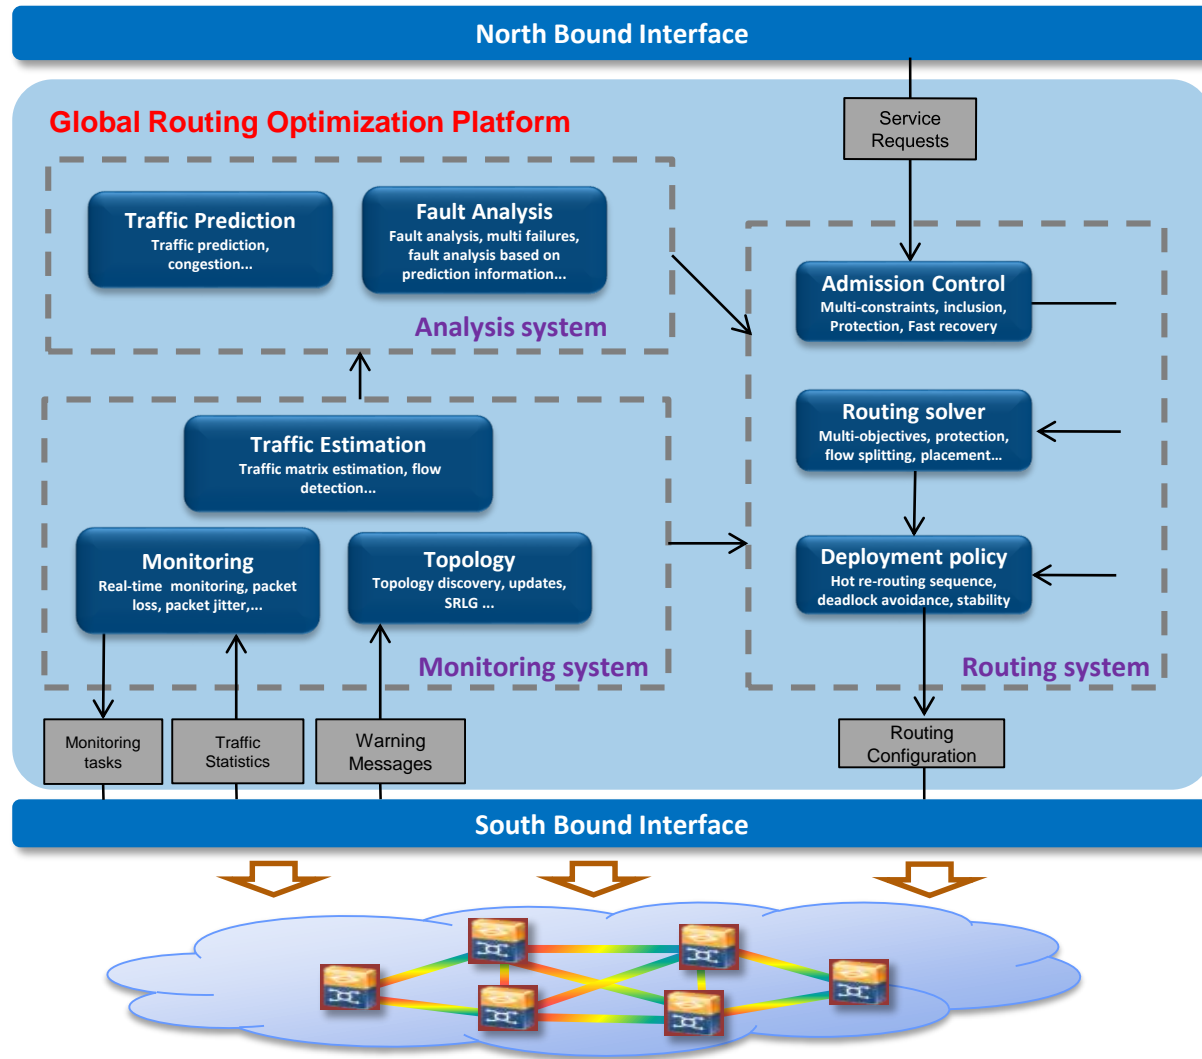 North Bound Interface
Global Routing Optimization Platform
Service
Requests
Traffic Prediction
Traffic prediction,
congestion...
Fault Analysis
Fault analysis, multi failures,
fault analysis based on
prediction information...
Analysis system
Admission Control
Multi-constraints, inclusion,
Protection, Fast recovery
Traffic Estimation
Traffic matrix estimation, flow
detection...
Routing solver
Multi-objectives, protection,
flow splitting, placement...
Monitoring
Real-time monitoring, packet
loss, packet jitter,...
Topology
Topology discovery, updates,
SRLG ...
Deployment policy
Hot re-routing sequence,
deadlock avoidance, stability
Monitoring system
Routing system
Monitoring
tasks
Traffic
Statistics
Warning
Messages
Routing
Configuration
South Bound Interface